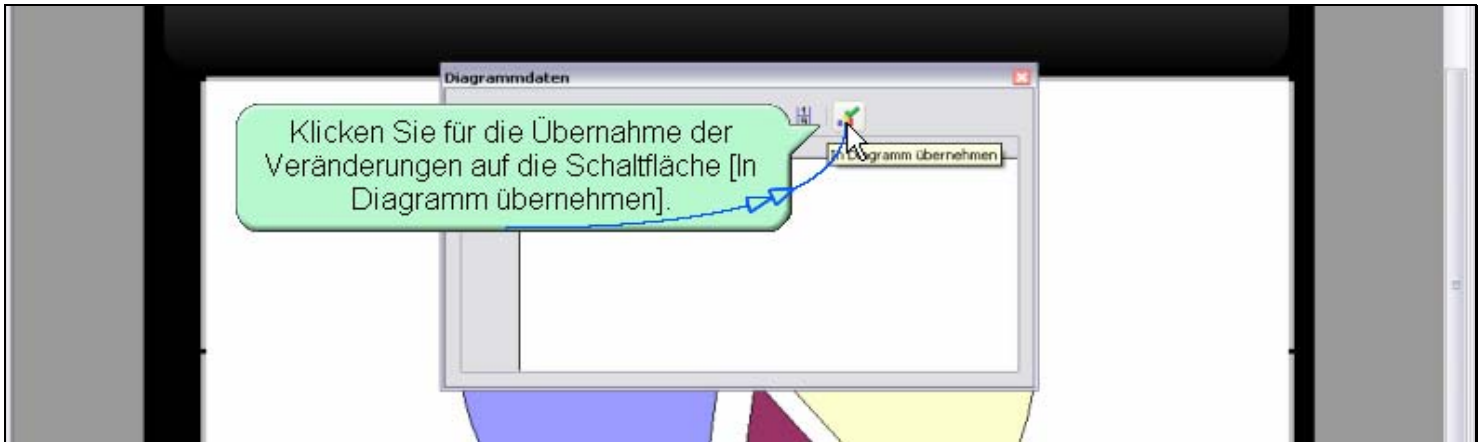 Diagrammdaten
Klicken Sie für die Übernahme der
Veränderungen auf die Schaltfläche [In
Diagramm übernehmen].
In Diagramm übernehmen